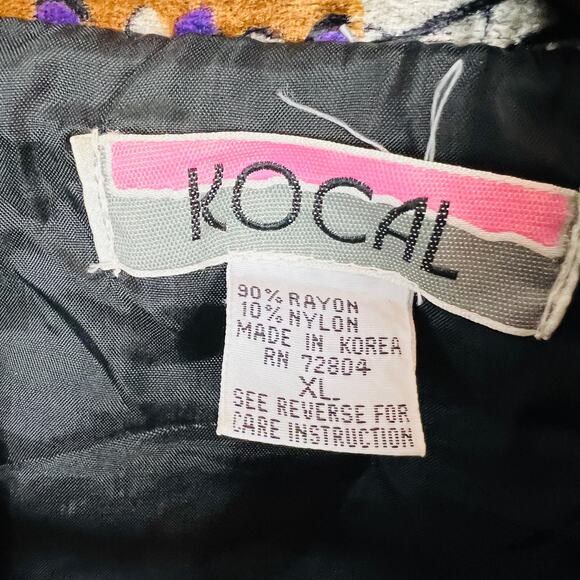 KOCAL
90% RAYON
10% NYLON
MADE IN KOREA
RN 72804
XL.
SEE REVERSE FOR
CARE INSTRUCTION